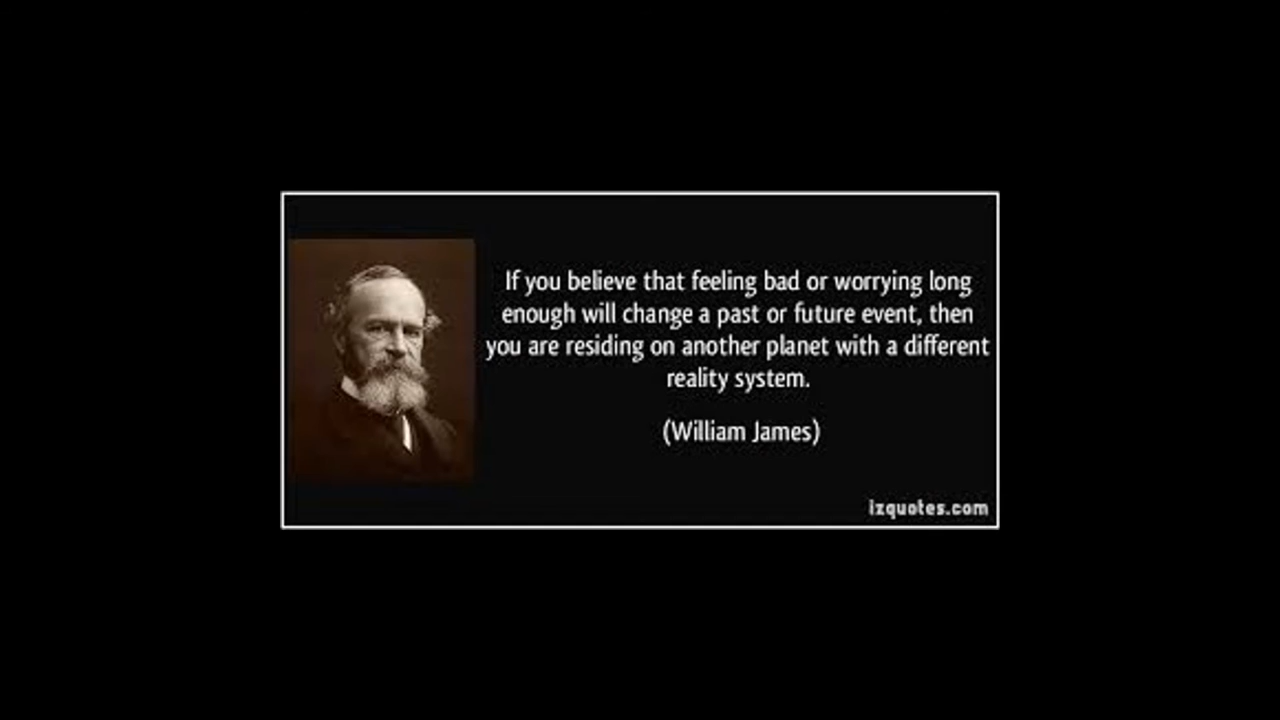 If you believe that feeling bad or worrying long
enough will change a past or future event, then
you are residing on another planet with a different
reality system.
(William James)
izquotes.com